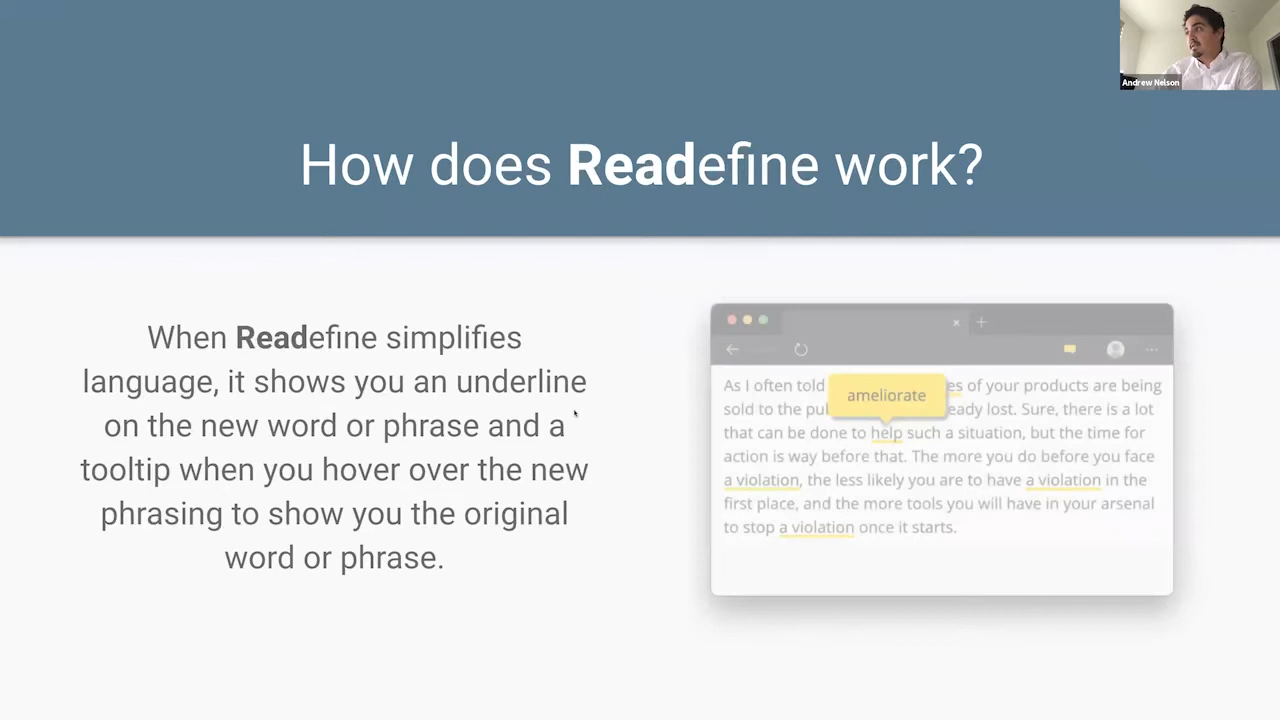 Andrew Nelson
How does Readefine work?
When Readefine simplifies
language, it shows you an underline
on the new word or phrase and a
tooltip when you hover over the new
phrasing to show you the original
word or phrase.
As I often told es of your products are being
ameliorate
sold to the pu eady lost. Sure, there is a lot
that can be done to help such a situation, but the time for
action is way before that. The more you do before you face
a violation, the less likely you are to have a violation in the
first place, and the more tools you will have in your arsenal
to stop a violation once it starts.